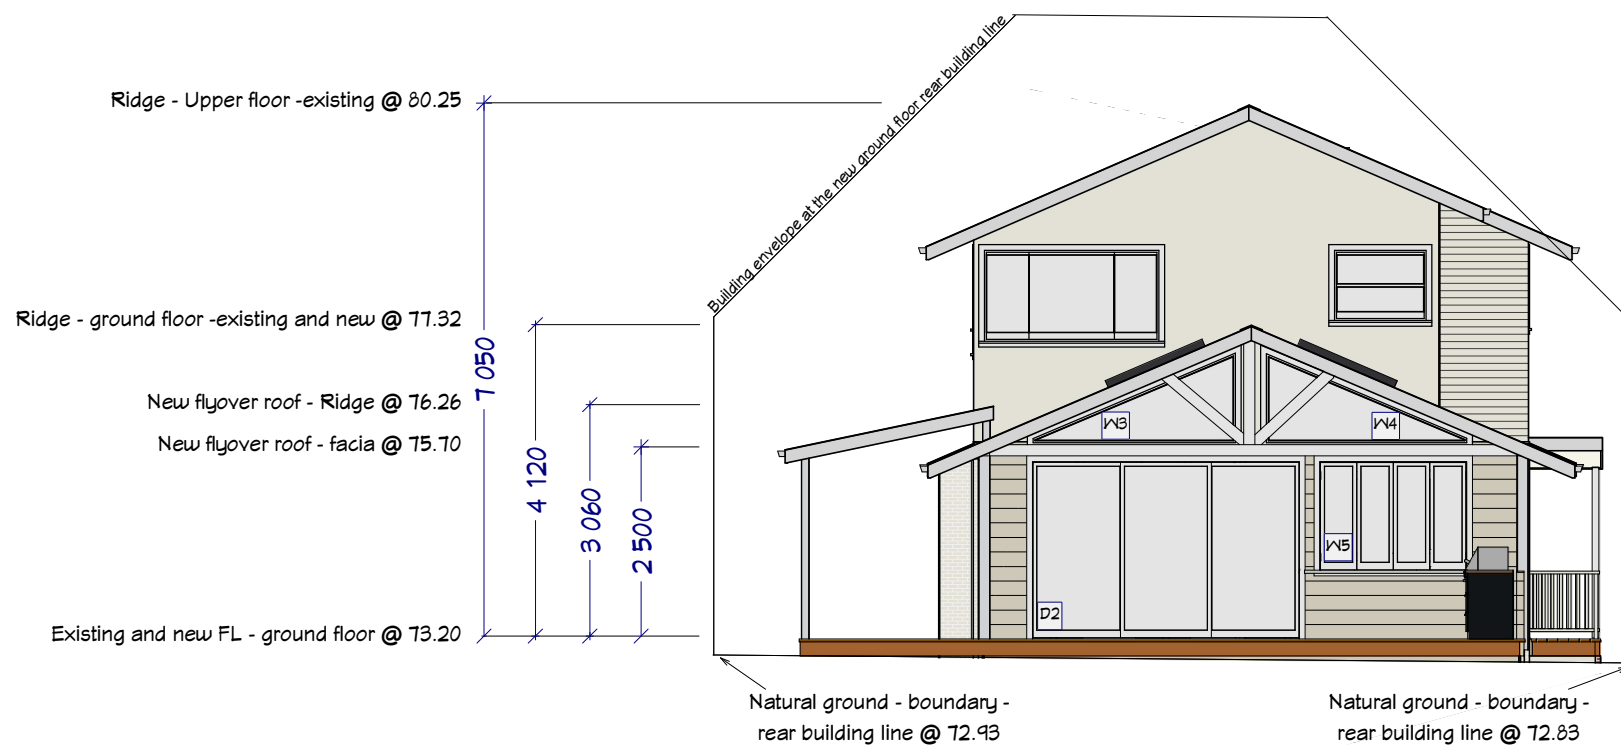 Ridge - Upper floor -existing @ 80.25
Building envelope at the new ground floor rear building line
Ridge - ground floor -existing and new @ 77.32
7 050
New flyover roof - Ridge @ 76.26
New flyover roof - facia @ 75.70
4 120
3 060
2 500
W3
W4
W5
D2
Existing and new FL - ground floor @ 73.20
Natural ground - boundary -
rear building line @ 72.93
Natural ground - boundary -
rear building line @ 72.83